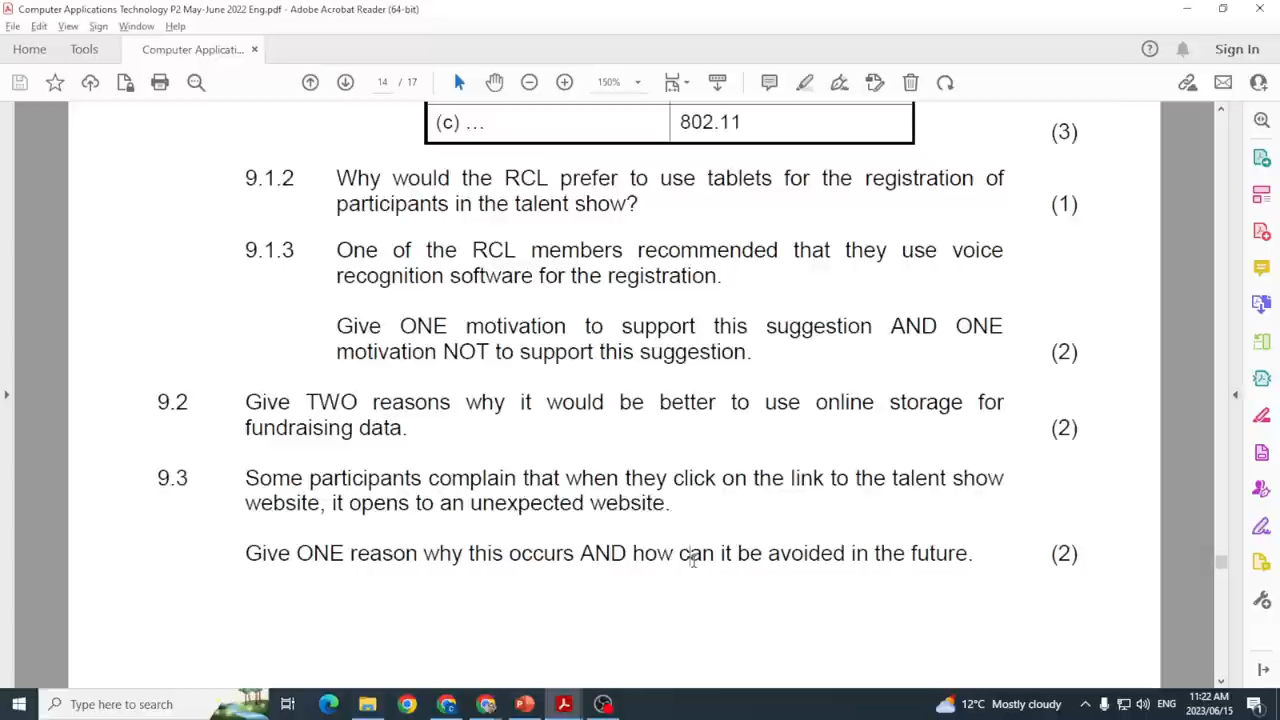 Computer Applications Technology P2 May-June 2022 Eng.pdf - Adobe Acrobat Reader (64-bit)
File Edit View Sign Window Help
Home Tools Computer Applicati... × Sign In
14 / 17 150%
(c) ... 802.11
(3)
9.1.2 Why would the RCL prefer to use tablets for the registration of
participants in the talent show? (1)
9.1.3 One of the RCL members recommended that they use voice
recognition software for the registration.
Give ONE motivation to support this suggestion AND ONE
motivation NOT to support this suggestion. (2)
9.2 Give TWO reasons why it would be better to use online storage for
fundraising data. (2)
9.3 Some participants complain that when they click on the link to the talent show
website, it opens to an unexpected website.
Give ONE reason why this occurs AND how can it be avoided in the future. (2)
Type here to search 12°C Mostly cloudy ENG 11:22 AM
2023/06/15